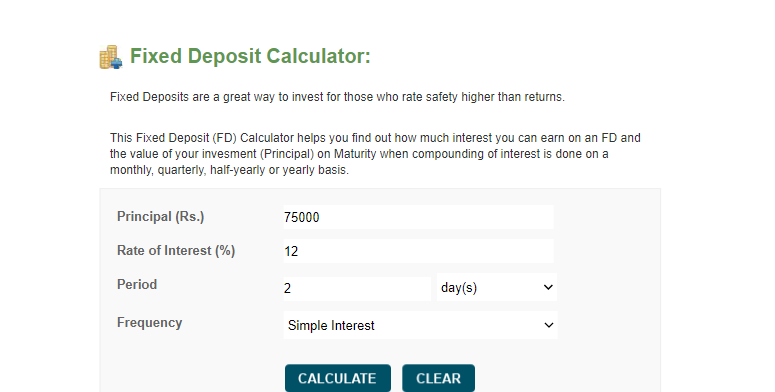 Fixed Deposit Calculator:
Fixed Deposits are a great way to invest for those who rate safety higher than returns.
This Fixed Deposit (FD) Calculator helps you find out how much interest you can earn on an FD and
the value of your invesment (Principal) on Maturity when compounding of interest is done on a
monthly, quarterly, half-yearly or yearly basis.
Principal (Rs.) 75000
Rate of Interest (%) 12
Period 2 day(s)
Frequency Simple Interest
CALCULATE CLEAR